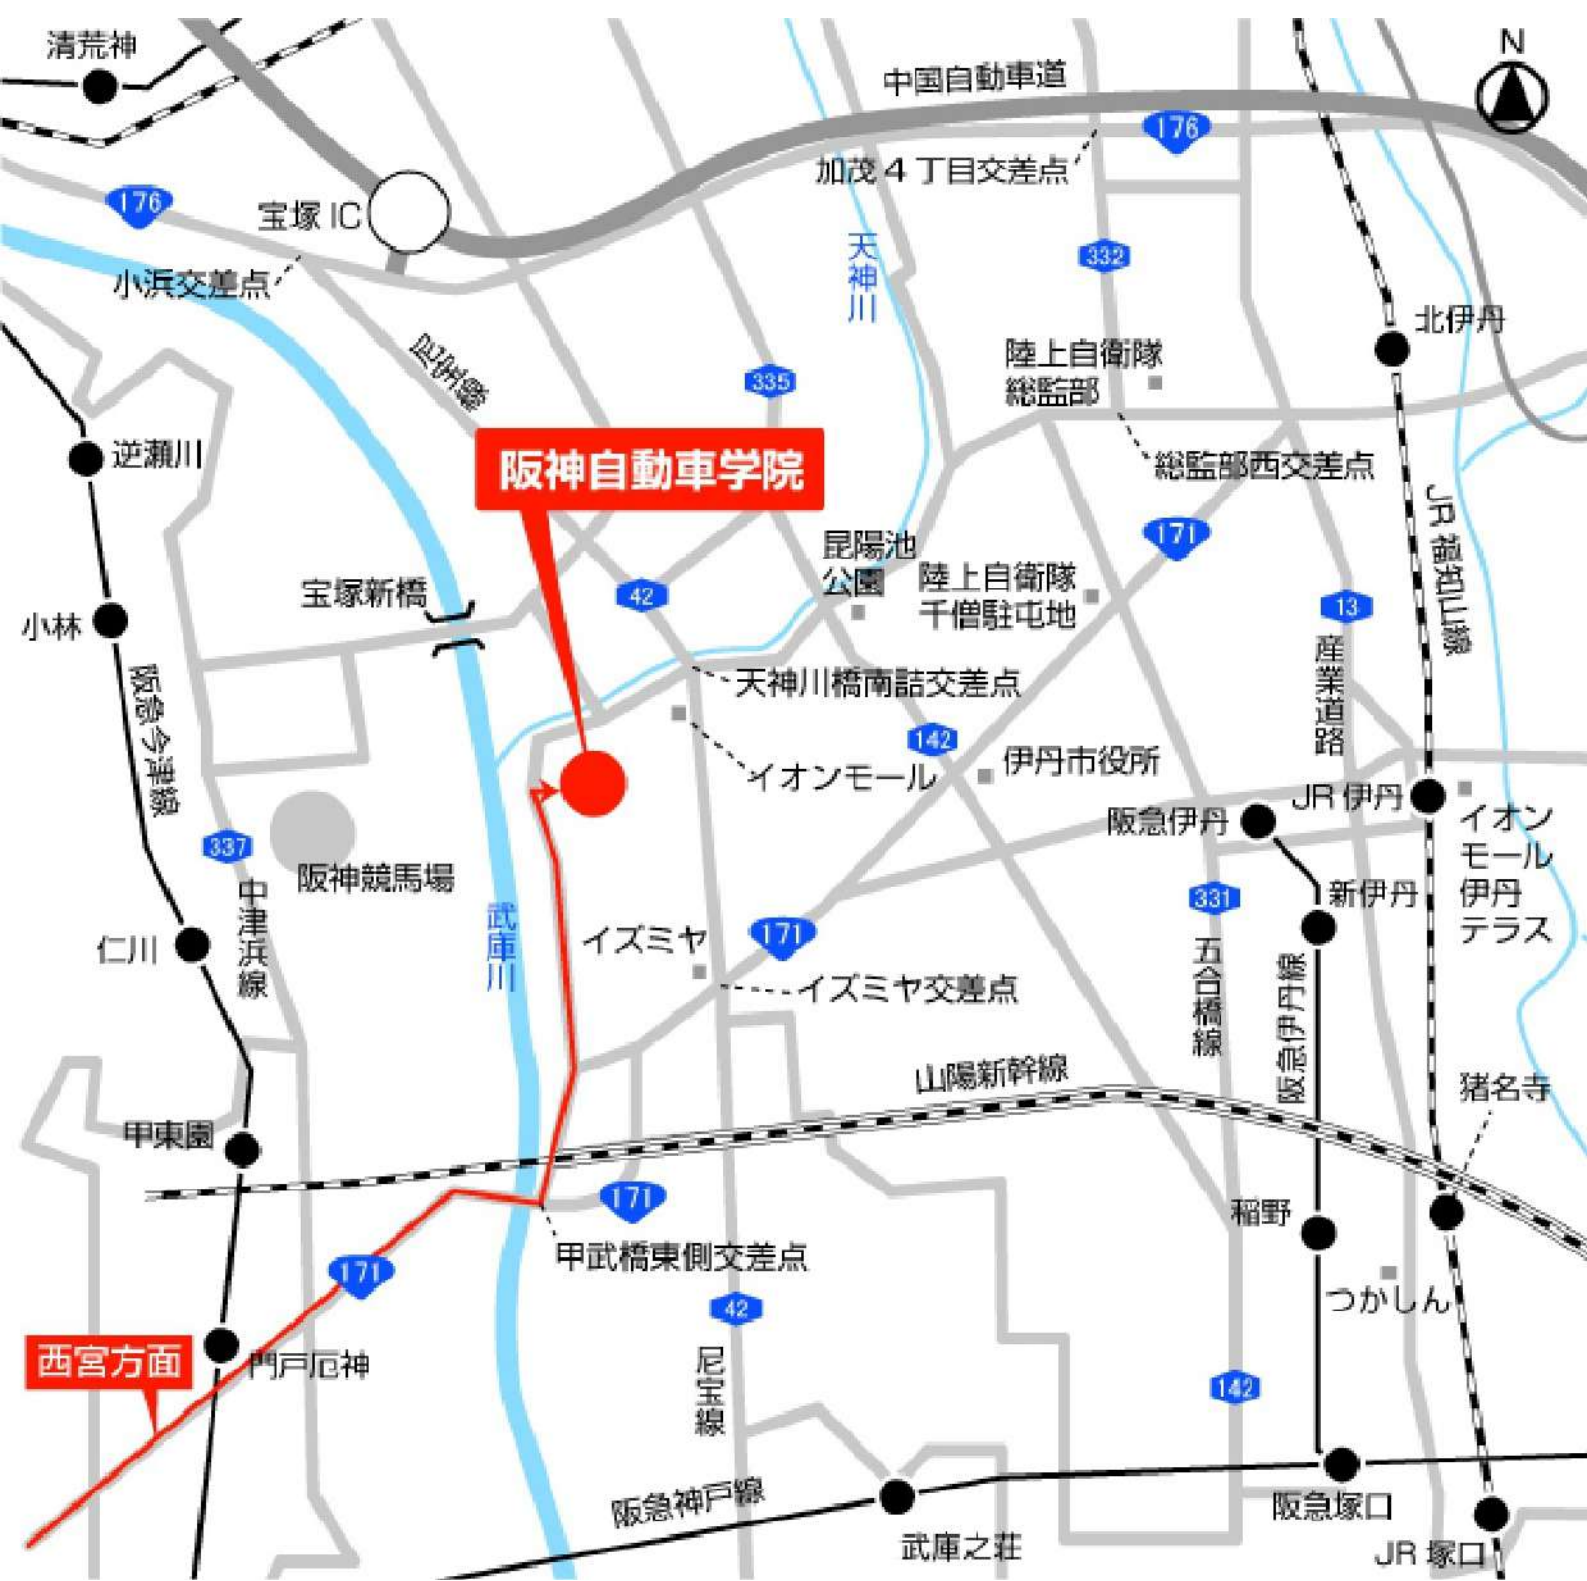 清荒神
N
中国自動車道
176
加茂4丁目交差点
176
宝塚IC
小浜交差点
天神川
332
北伊丹
尼宝線
335
陸上自衛隊
総監部
逆瀬川
阪神自動車学院
総監部西交差点
JR福知山線
171
昆陽池
公園
陸上自衛隊
千僧駐屯地
宝塚新橋
42
13
小林
産業道路
阪急今津線
天神川橋南詰交差点
142
イオンモール
伊丹市役所
JR伊丹
阪急伊丹
イオン
モール
伊丹
テラス
337
阪神競馬場
中津浜線
新伊丹
331
武庫川
イズミヤ
171
仁川
五合橋線
阪急伊丹線
イズミヤ交差点
山陽新幹線
猪名寺
甲東園
171
稲野
甲武橋東側交差点
171
つかしん
42
西宮方面
門戸厄神
尼宝線
142
阪急神戸線
阪急塚口
武庫之荘
JR塚口